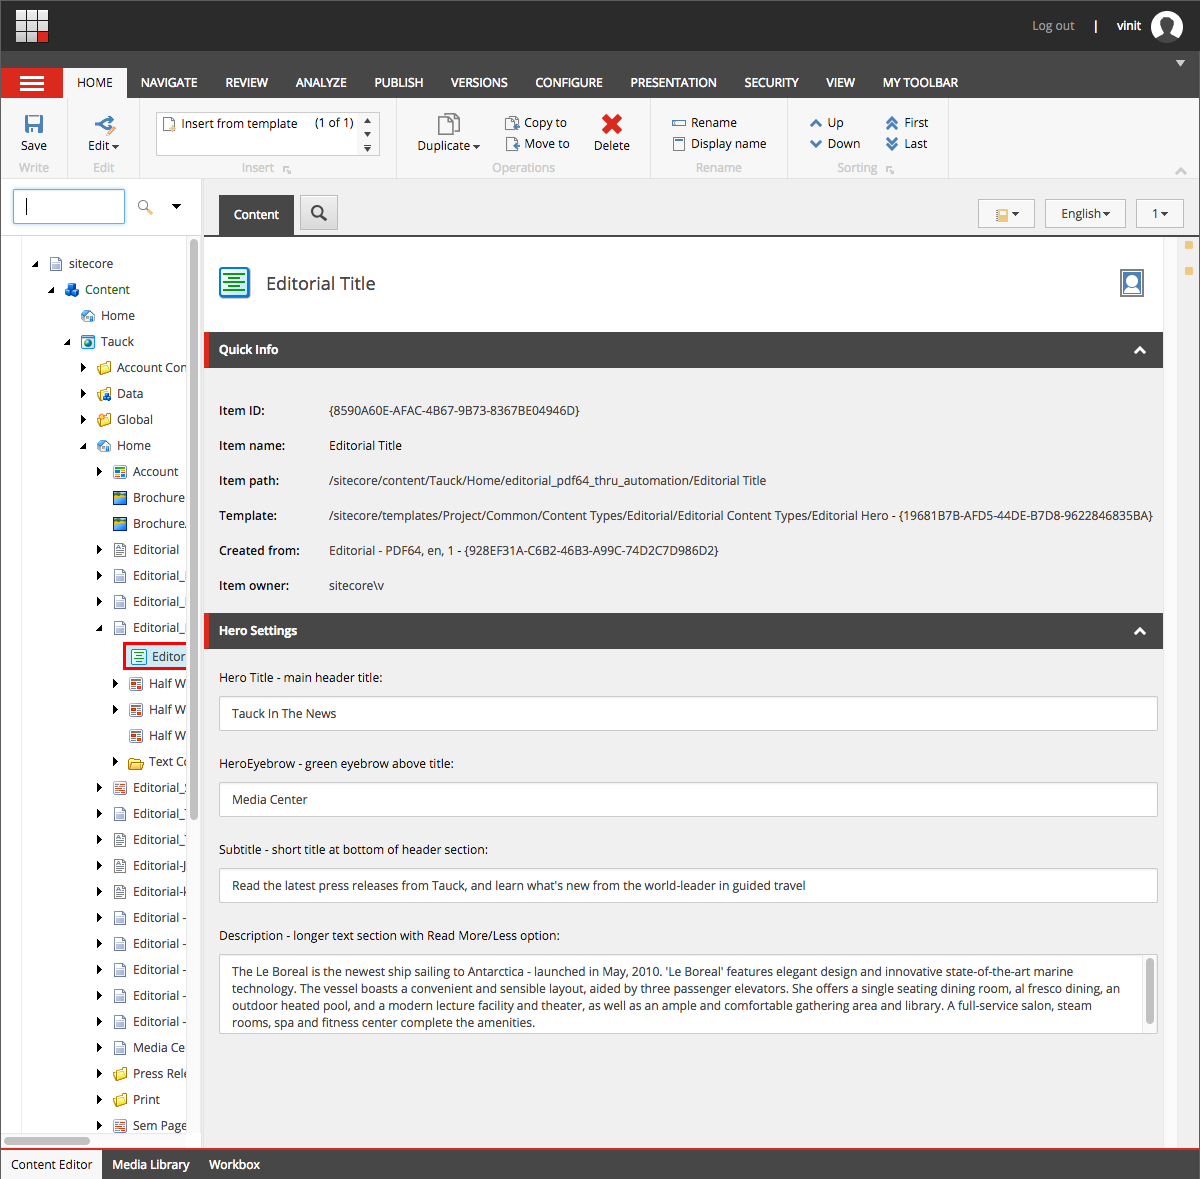 Log out | vinit
HOME NAVIGATE REVIEW ANALYZE PUBLISH VERSIONS CONFIGURE PRESENTATION SECURITY VIEW MY TOOLBAR
Save
Write
Edit
Edit
Insert from template (1 of 1)
Insert
Duplicate
Copy to
Move to
Delete
Operations
Rename
Display name
Rename
Up
Down
First
Last
Sorting
sitecore
Content
Home
Tauck
Account Con
Data
Global
Home
Account
Brochure
Brochure
Editorial
Editorial_
Editorial_
Editorial_
Editor
Half W
Half W
Half W
Text Co
Editorial_S
Editorial_T
Editorial_T
Editorial-J
Editorial-K
Editorial -
Editorial -
Editorial -
Editorial -
Editorial -
Media Ce
Press Rele
Print
Sem Page
Content
English
1
Editorial Title
Quick Info
Item ID: {8590A60E-AFAC-4B67-9B73-8367BE04946D}
Item name: Editorial Title
Item path: /sitecore/content/Tauck/Home/editorial_pdf64_thru_automation/Editorial Title
Template: /sitecore/templates/Project/Common/Content Types/Editorial/Editorial Content Types/Editorial Hero - {19681B7B-AFD5-44DE-B7D8-9622846835BA}
Created from: Editorial - PDF64, en, 1 - {928EF31A-C6B2-46B3-A99C-74D2C7D986D2}
Item owner: sitecore\v
Hero Settings
Hero Title - main header title:
Tauck In The News
HeroEyebrow - green eyebrow above title:
Media Center
Subtitle - short title at bottom of header section:
Read the latest press releases from Tauck, and learn what's new from the world-leader in guided travel
Description - longer text section with Read More/Less option:
The Le Boreal is the newest ship sailing to Antarctica - launched in May, 2010. 'Le Boreal' features elegant design and innovative state-of-the-art marine
technology. The vessel boasts a convenient and sensible layout, aided by three passenger elevators. She offers a single seating dining room, al fresco dining, an
outdoor heated pool, and a modern lecture facility and theater, as well as an ample and comfortable gathering area and library. A full-service salon, steam
rooms, spa and fitness center complete the amenities.
Content Editor Media Library Workbox